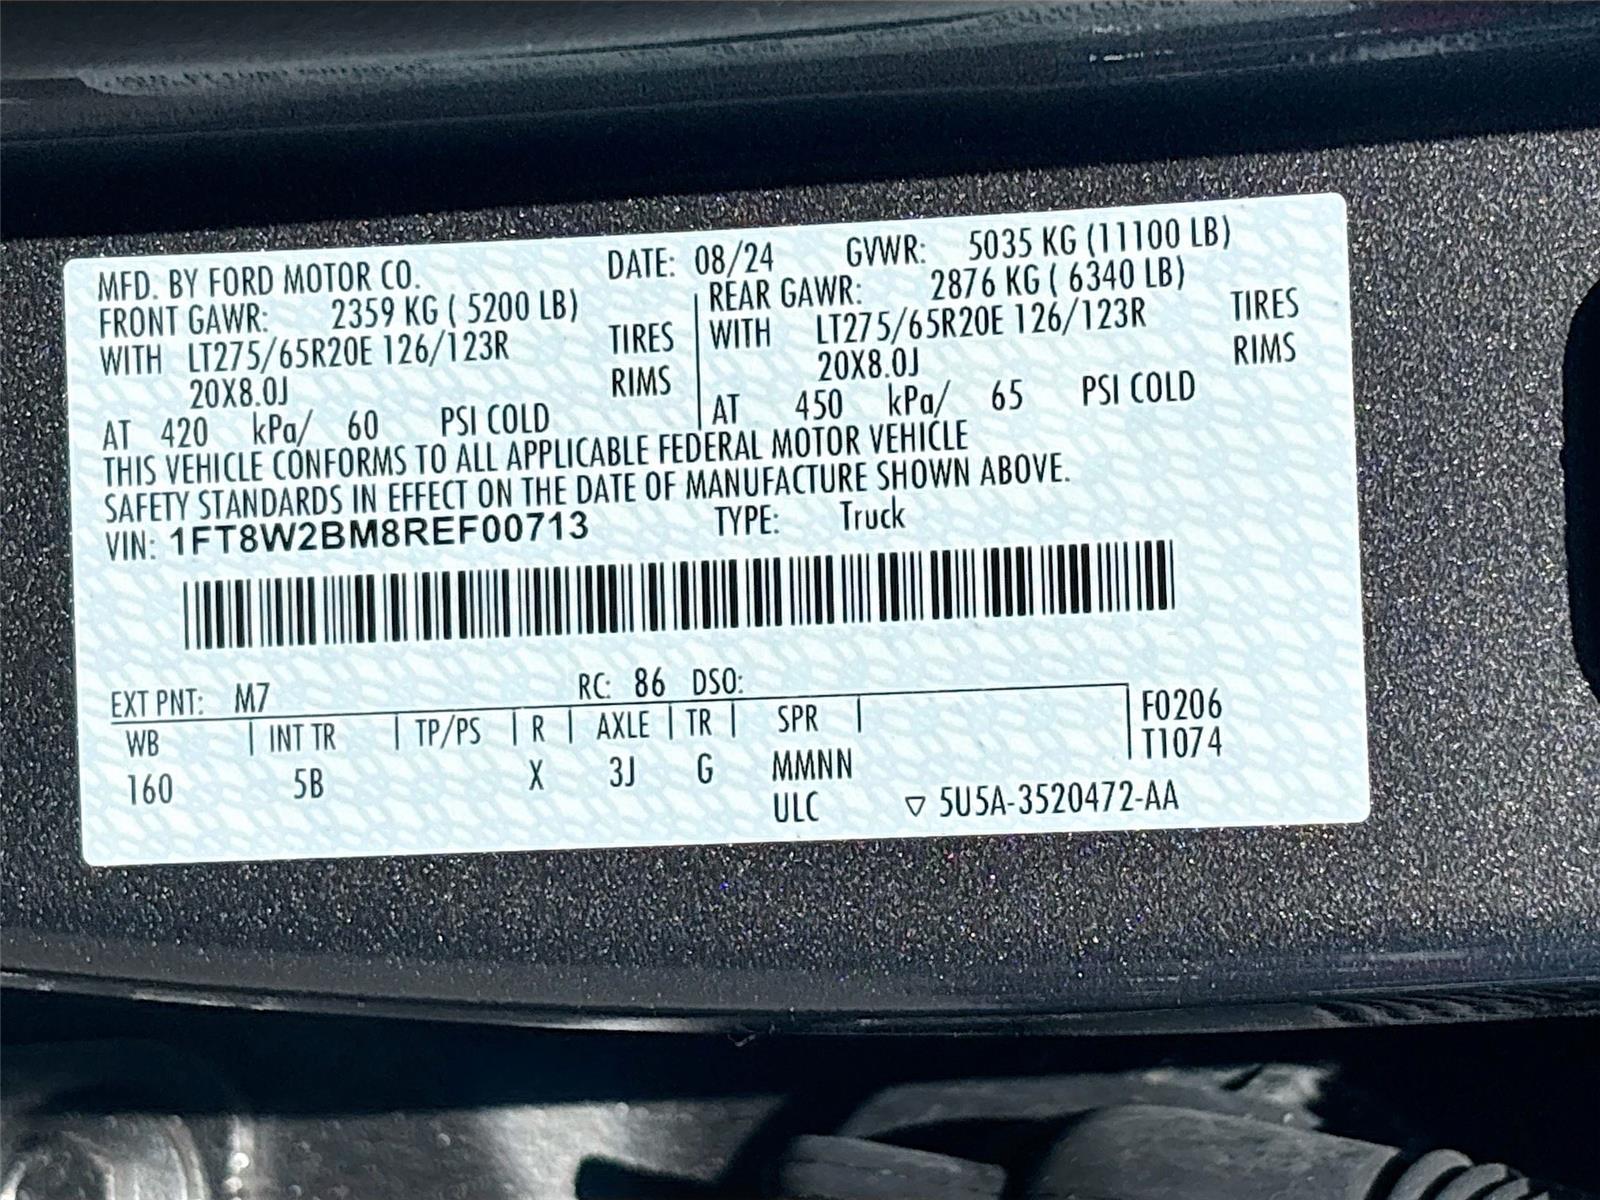 MFD. BY FORD MOTOR CO. DATE: 08/24 GVWR: 5035 KG (11100 LB)
FRONT GAWR: 2359 KG ( 5200 LB) REAR GAWR: 2876 KG ( 6340 LB)
WITH LT275/65R20E 126/123R TIRES WITH LT275/65R20E 126/123R TIRES
20X8.0J RIMS 20X8.0J RIMS
AT 420 kPa/ 60 PSI COLD AT 450 kPa/ 65 PSI COLD
THIS VEHICLE CONFORMS TO ALL APPLICABLE FEDERAL MOTOR VEHICLE
SAFETY STANDARDS IN EFFECT ON THE DATE OF MANUFACTURE SHOWN ABOVE.
VIN: 1FT8W2BM8REF00713 TYPE: Truck
EXT PNT: M7 RC: 86 DSO:
WB INT TR TP/PS R AXLE TR SPR F0206
T1074
160 5B X 3J G MMNN
ULC ▽ 5U5A-3520472-AA